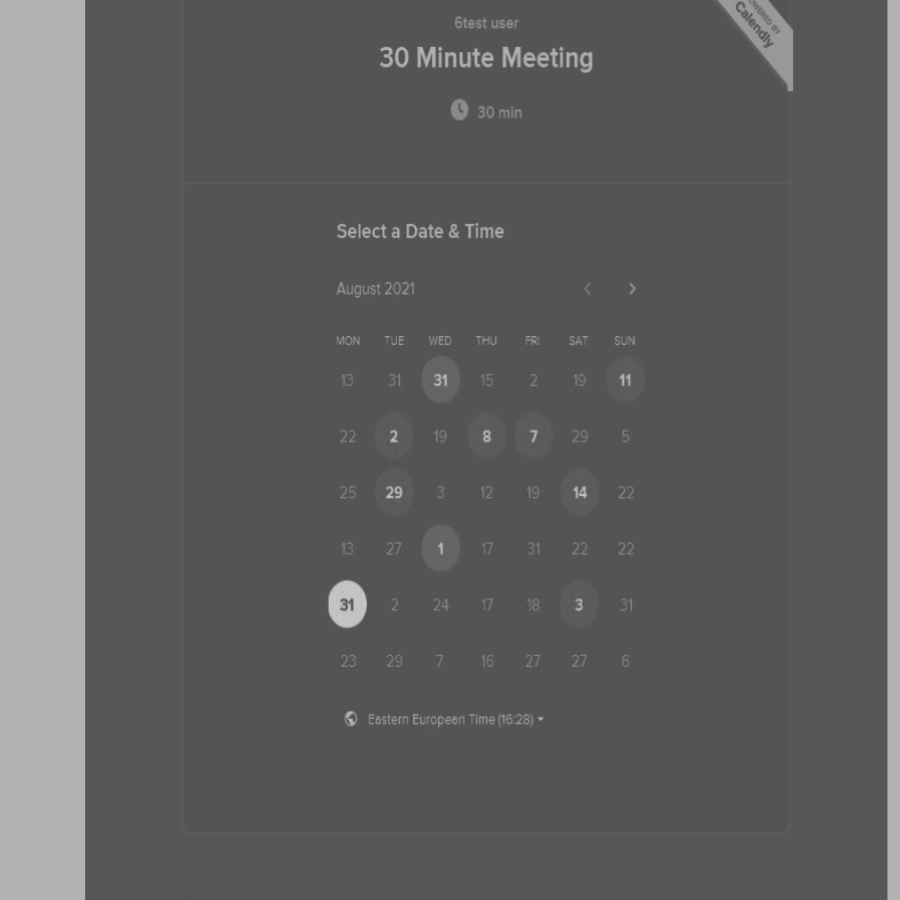 6test user
POWERED BY
Calendly
30 Minute Meeting
30 min
Select a Date & Time
August 2021
MON TUE WED THU FRI SAT SUN
13 31 31 15 2 19 11
22 2 19 8 7 29 5
25 29 3 12 19 14 22
13 27 1 17 31 22 22
31 2 24 17 18 3 31
23 29 7 16 27 27 6
Eastern European Time (16:28)